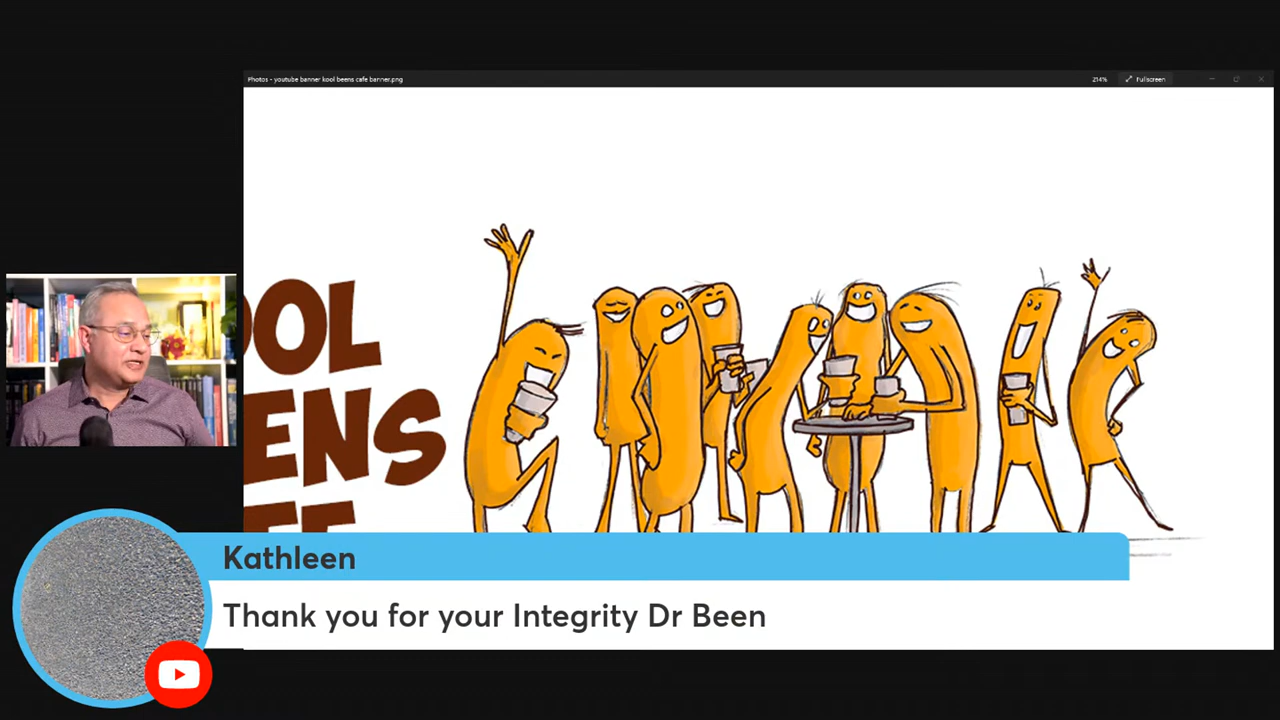 Photos - youtube banner kool beens cafe banner.png
214%
Fullscreen
OOL
ENS
Kathleen
Thank you for your Integrity Dr Been